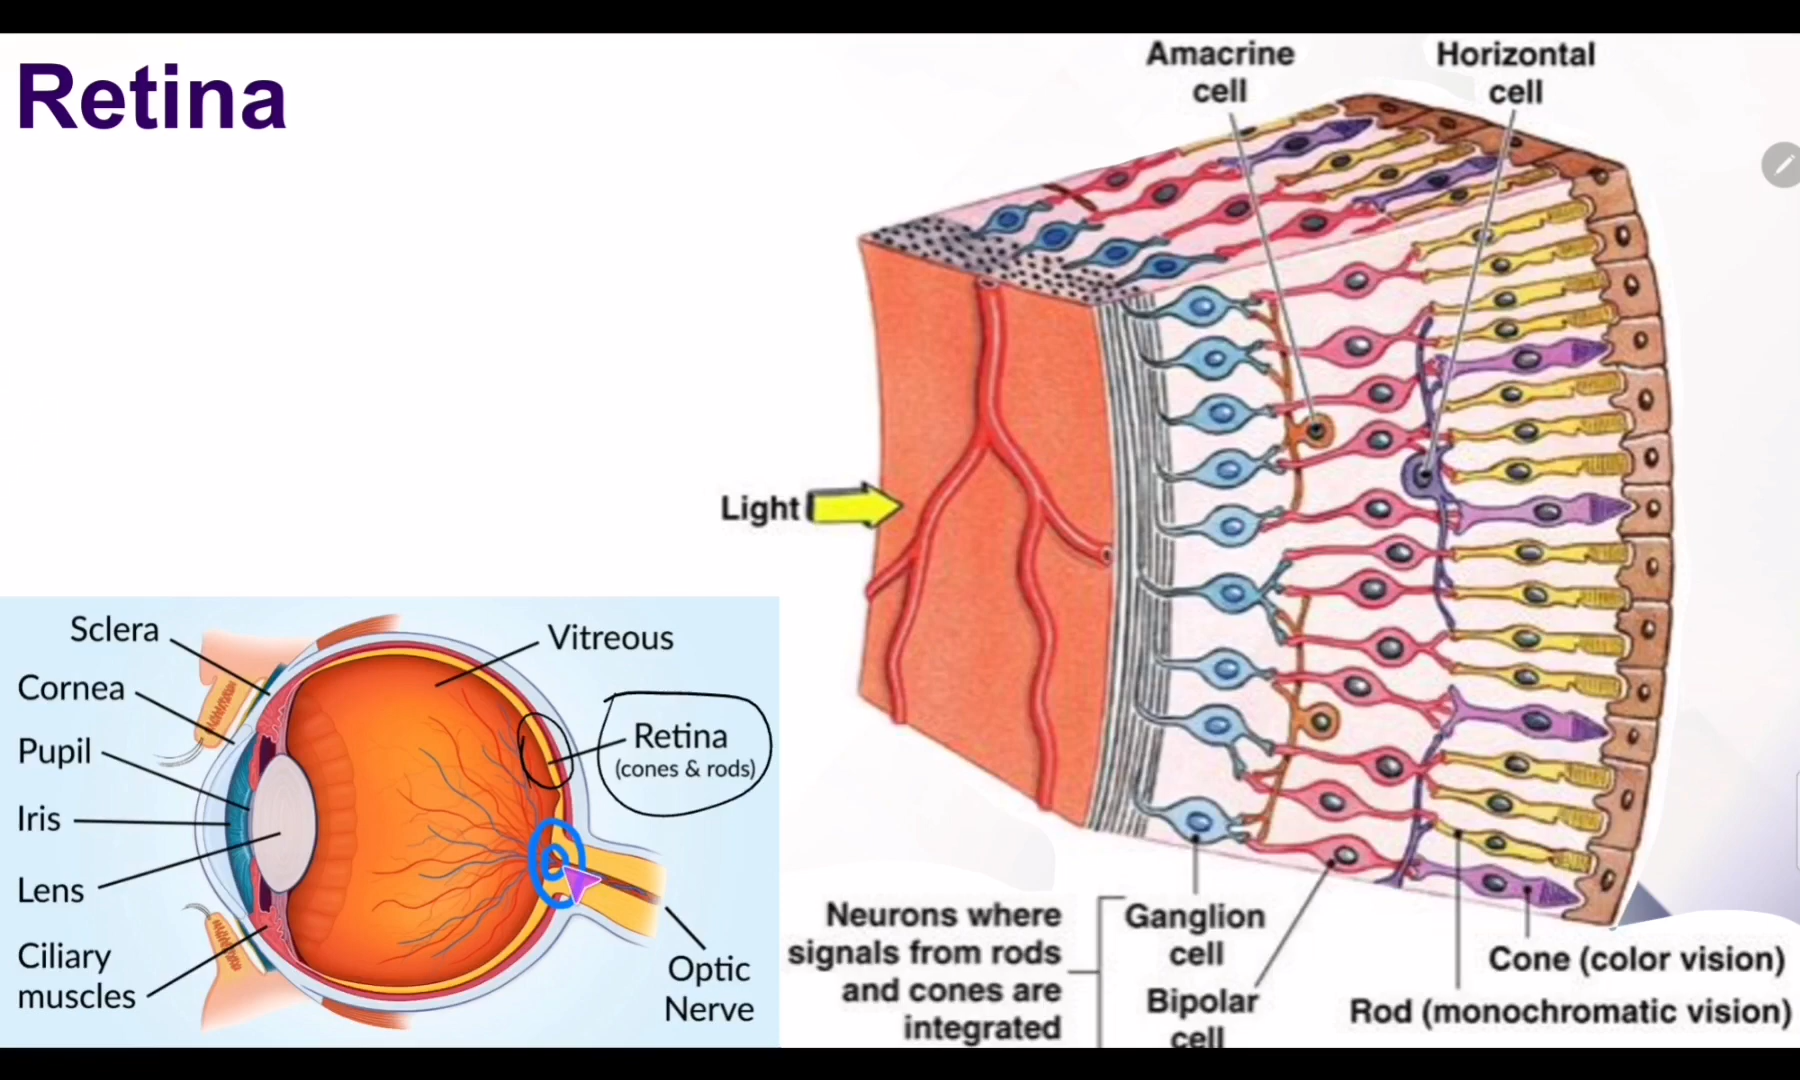 Retina
Amacrine
cell
Horizontal
cell
Light
Sclera
Cornea
Pupil
Iris
Lens
Ciliary
muscles
Vitreous
Retina
(cones & rods)
Optic
Nerve
Neurons where
signals from rods
and cones are
integrated
Ganglion
cell
Bipolar
cell
Cone (color vision)
Rod (monochromatic vision)